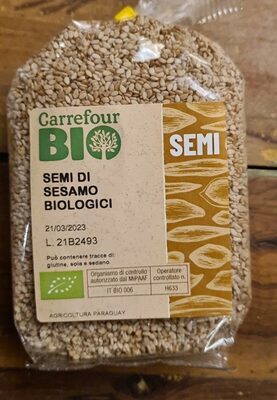 Carrefour
BIO
SEMI
SEMI DI
SESAMO
BIOLOGICI
21/03/2023
L. 21B2493
Può contenere tracce di:
glutine, soia e sedano.
Organismo di controllo
autorizzato dal MiPAAF
Operatore
controllato n.
IT BIO 006
H633
AGRICOLTURA PARAGUAY